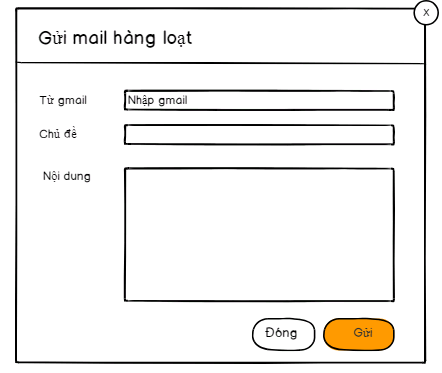 X
Gửi mail hàng loạt
Từ gmail
Nhập gmail
Chủ đề
Nội dung
Đóng
Gửi